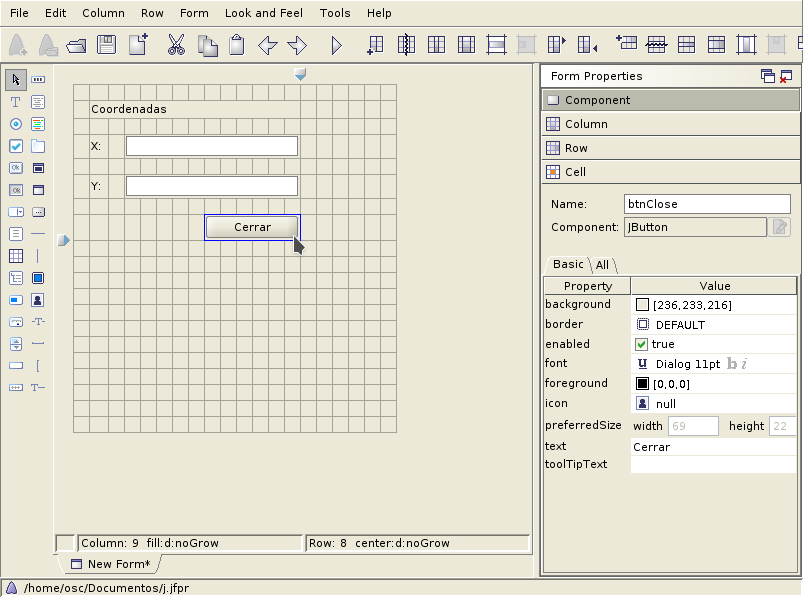 File Edit Column Row Form Look and Feel Tools Help
Form Properties
Component
Column
Row
Cell
Coordenadas
X:
Y:
Cerrar
Name: btnClose
Component: JButton
Basic All
Property Value
background [236,233,216]
border DEFAULT
enabled true
font Dialog 11pt b i
foreground [0,0,0]
icon null
preferredSize width 69 height 22
text Cerrar
toolTipText
Column: 9 fill:d:noGrow Row: 8 center:d:noGrow
New Form*
/home/osc/Documentos/j.jfpr